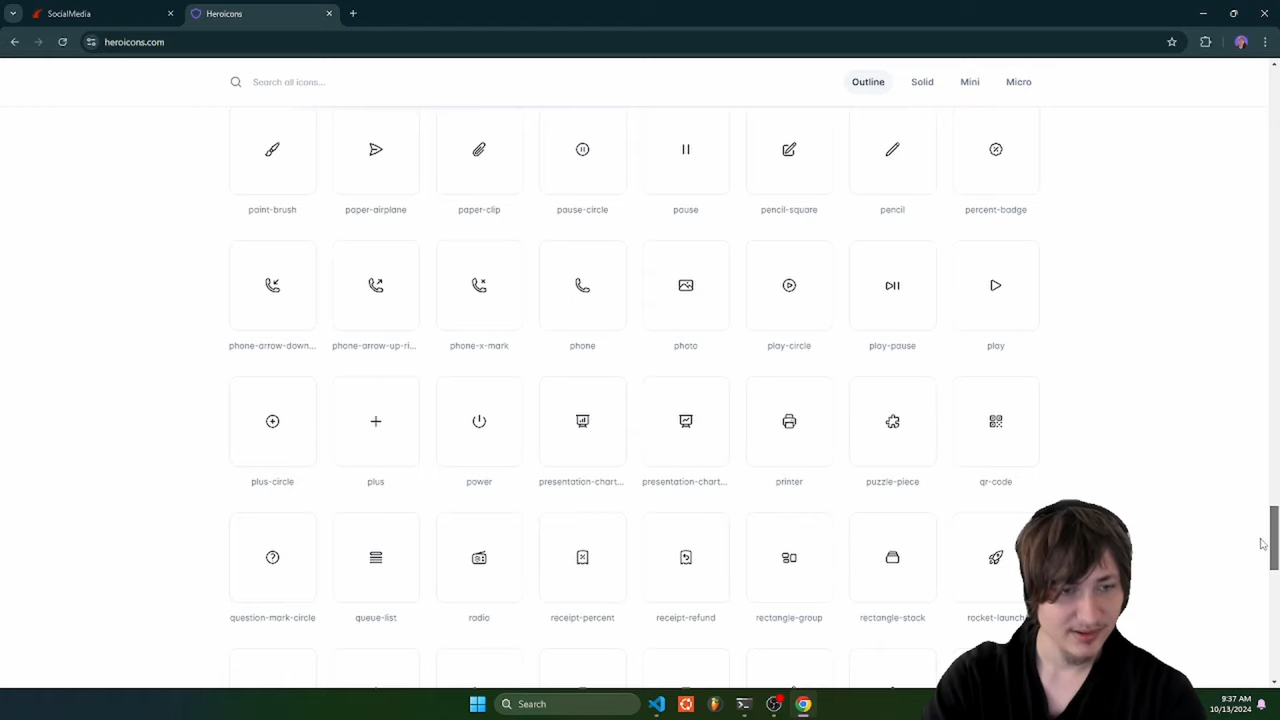 SocialMedia
Heroicons
heroicons.com
Search all icons...
Outline
Solid
Mini
Micro
paint-brush
paper-airplane
paper-clip
pause-circle
pause
pencil-square
pencil
percent-badge
phone-arrow-down...
phone-arrow-up-ri...
phone-x-mark
phone
photo
play-circle
play-pause
play
plus-circle
plus
power
presentation-chart...
presentation-chart...
printer
puzzle-piece
qr-code
question-mark-circle
queue-list
radio
receipt-percent
receipt-refund
rectangle-group
rectangle-stack
rocket-launch
Search
9:37 AM
10/13/2024